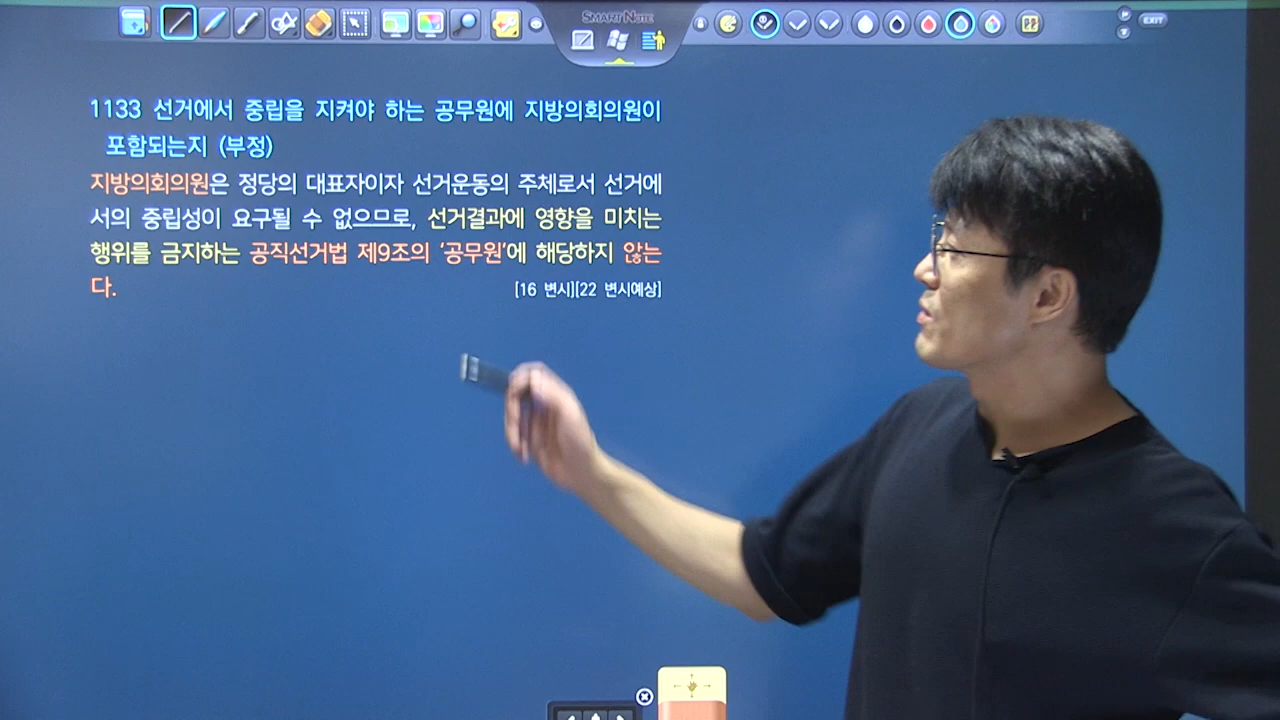 SMART NOTE
EXIT
1133 선거에서 중립을 지켜야 하는 공무원에 지방의회의원이
포함되는지 (부정)
지방의회의원은 정당의 대표자이자 선거운동의 주체로서 선거에
서의 중립성이 요구될 수 없으므로, 선거결과에 영향을 미치는
행위를 금지하는 공직선거법 제9조의 '공무원'에 해당하지 않는
다. [16 변시][22 변시예상]